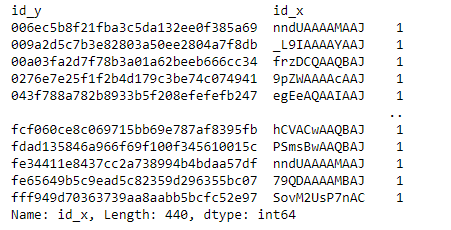 id_y id_x
006ec5b8f21fba3c5da132ee0f385a69 nndUAAAAMAAJ 1
009a2d5c7b3e82803a50ee2804a7f8db _L9IAAAAYAAJ 1
00a03fa2d7f78b3a01a62beeb666cc34 frzDCQAAQBAJ 1
0276e7e25f1f2b4d179c3be74c074941 9pZWAAAAcAAJ 1
043f788a782b8933b5f208efefefb247 egEeAQAAIAAJ 1
..
fcf060ce8c069715bb69e787af8395fb hCVACwAAQBAJ 1
fdad135846a966f69f100f345610015c PSmsBwAAQBAJ 1
fe34411e8437cc2a738994b4bdaa57df nndUAAAAMAAJ 1
fe65649b5c9ead5c82359d296355bc07 79QDAAAAMBAJ 1
fff949d70363739aa8aabb5bcfc52e97 SovM2UsP7nAC 1
Name: id_x, Length: 440, dtype: int64